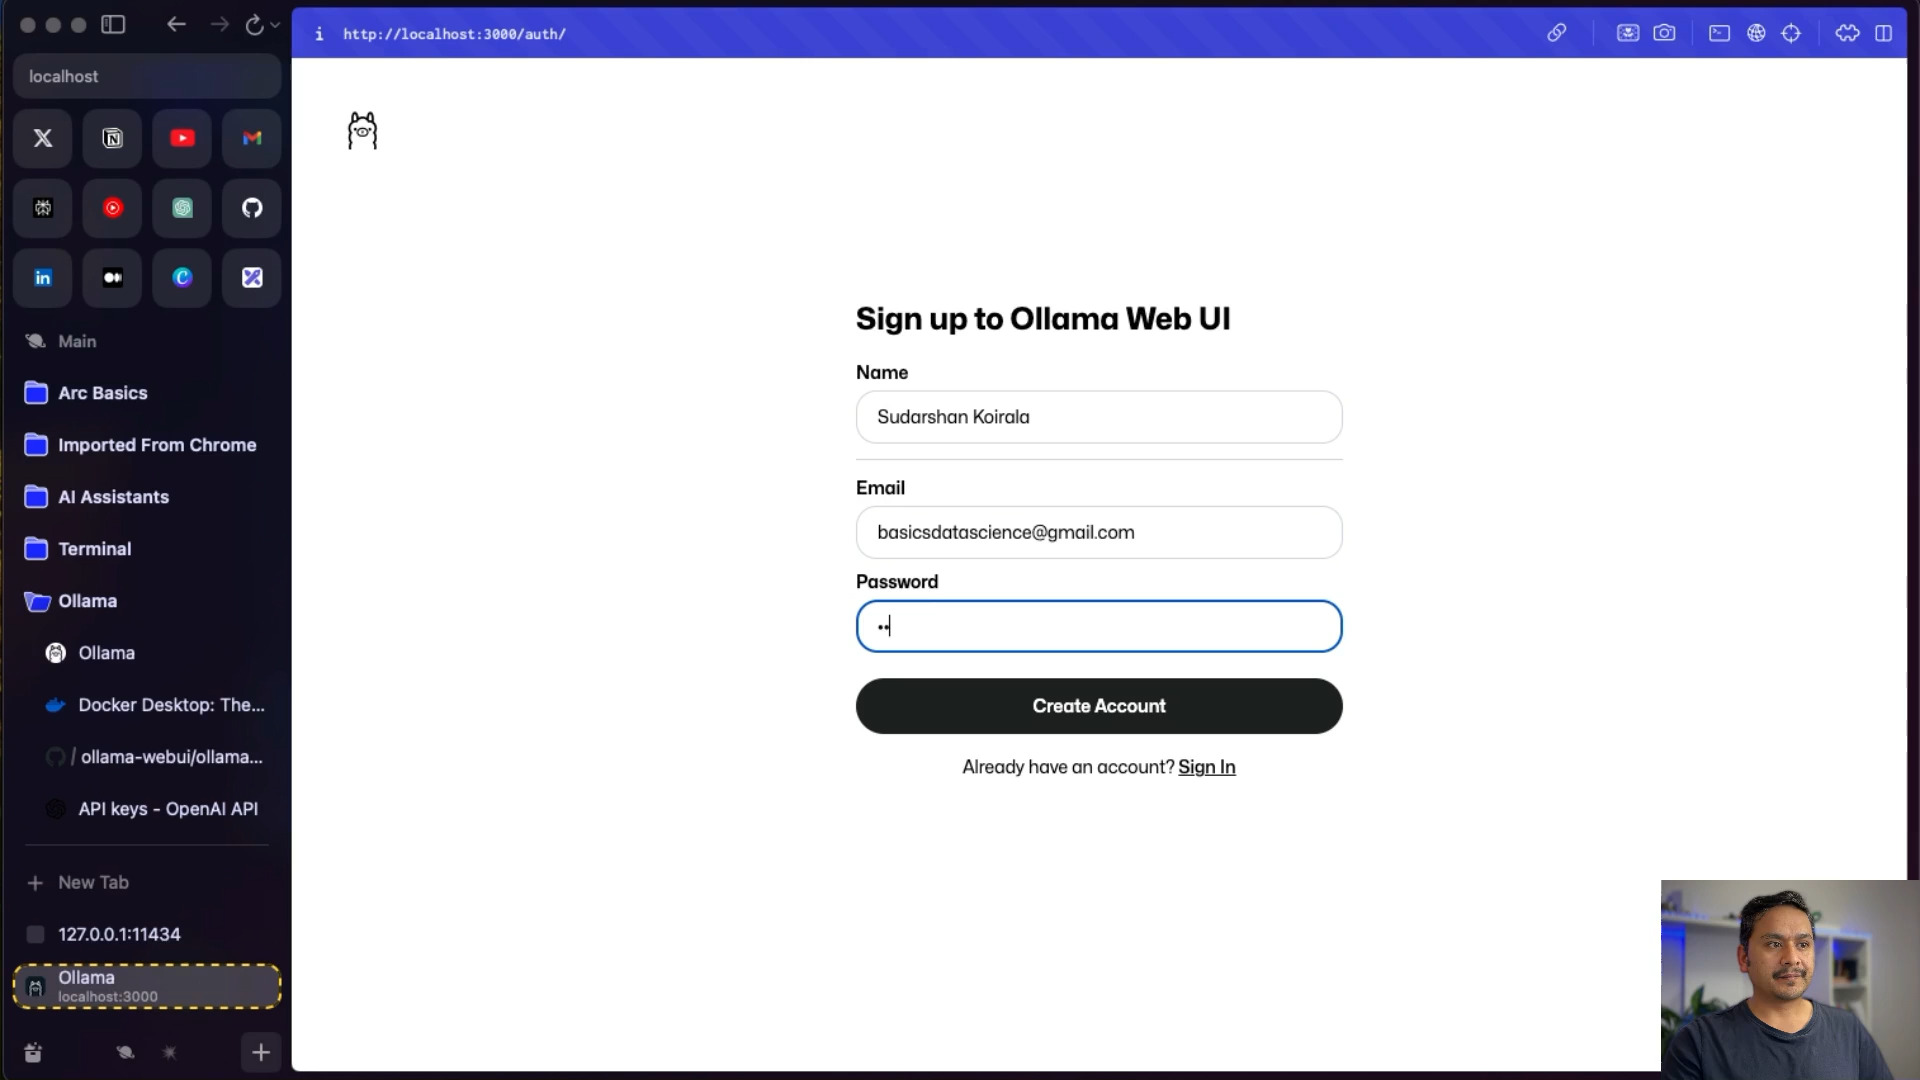 http://localhost:3000/auth/
localhost
Main
Arc Basics
Imported From Chrome
AI Assistants
Terminal
Ollama
Ollama
Docker Desktop: The...
/ ollama-webui/ollama...
API keys - OpenAI API
New Tab
127.0.0.1:11434
Ollama
localhost:3000
Sign up to Ollama Web UI
Name
Sudarshan Koirala
Email
basicsdatascience@gmail.com
Password
••
Create Account
Already have an account? Sign In